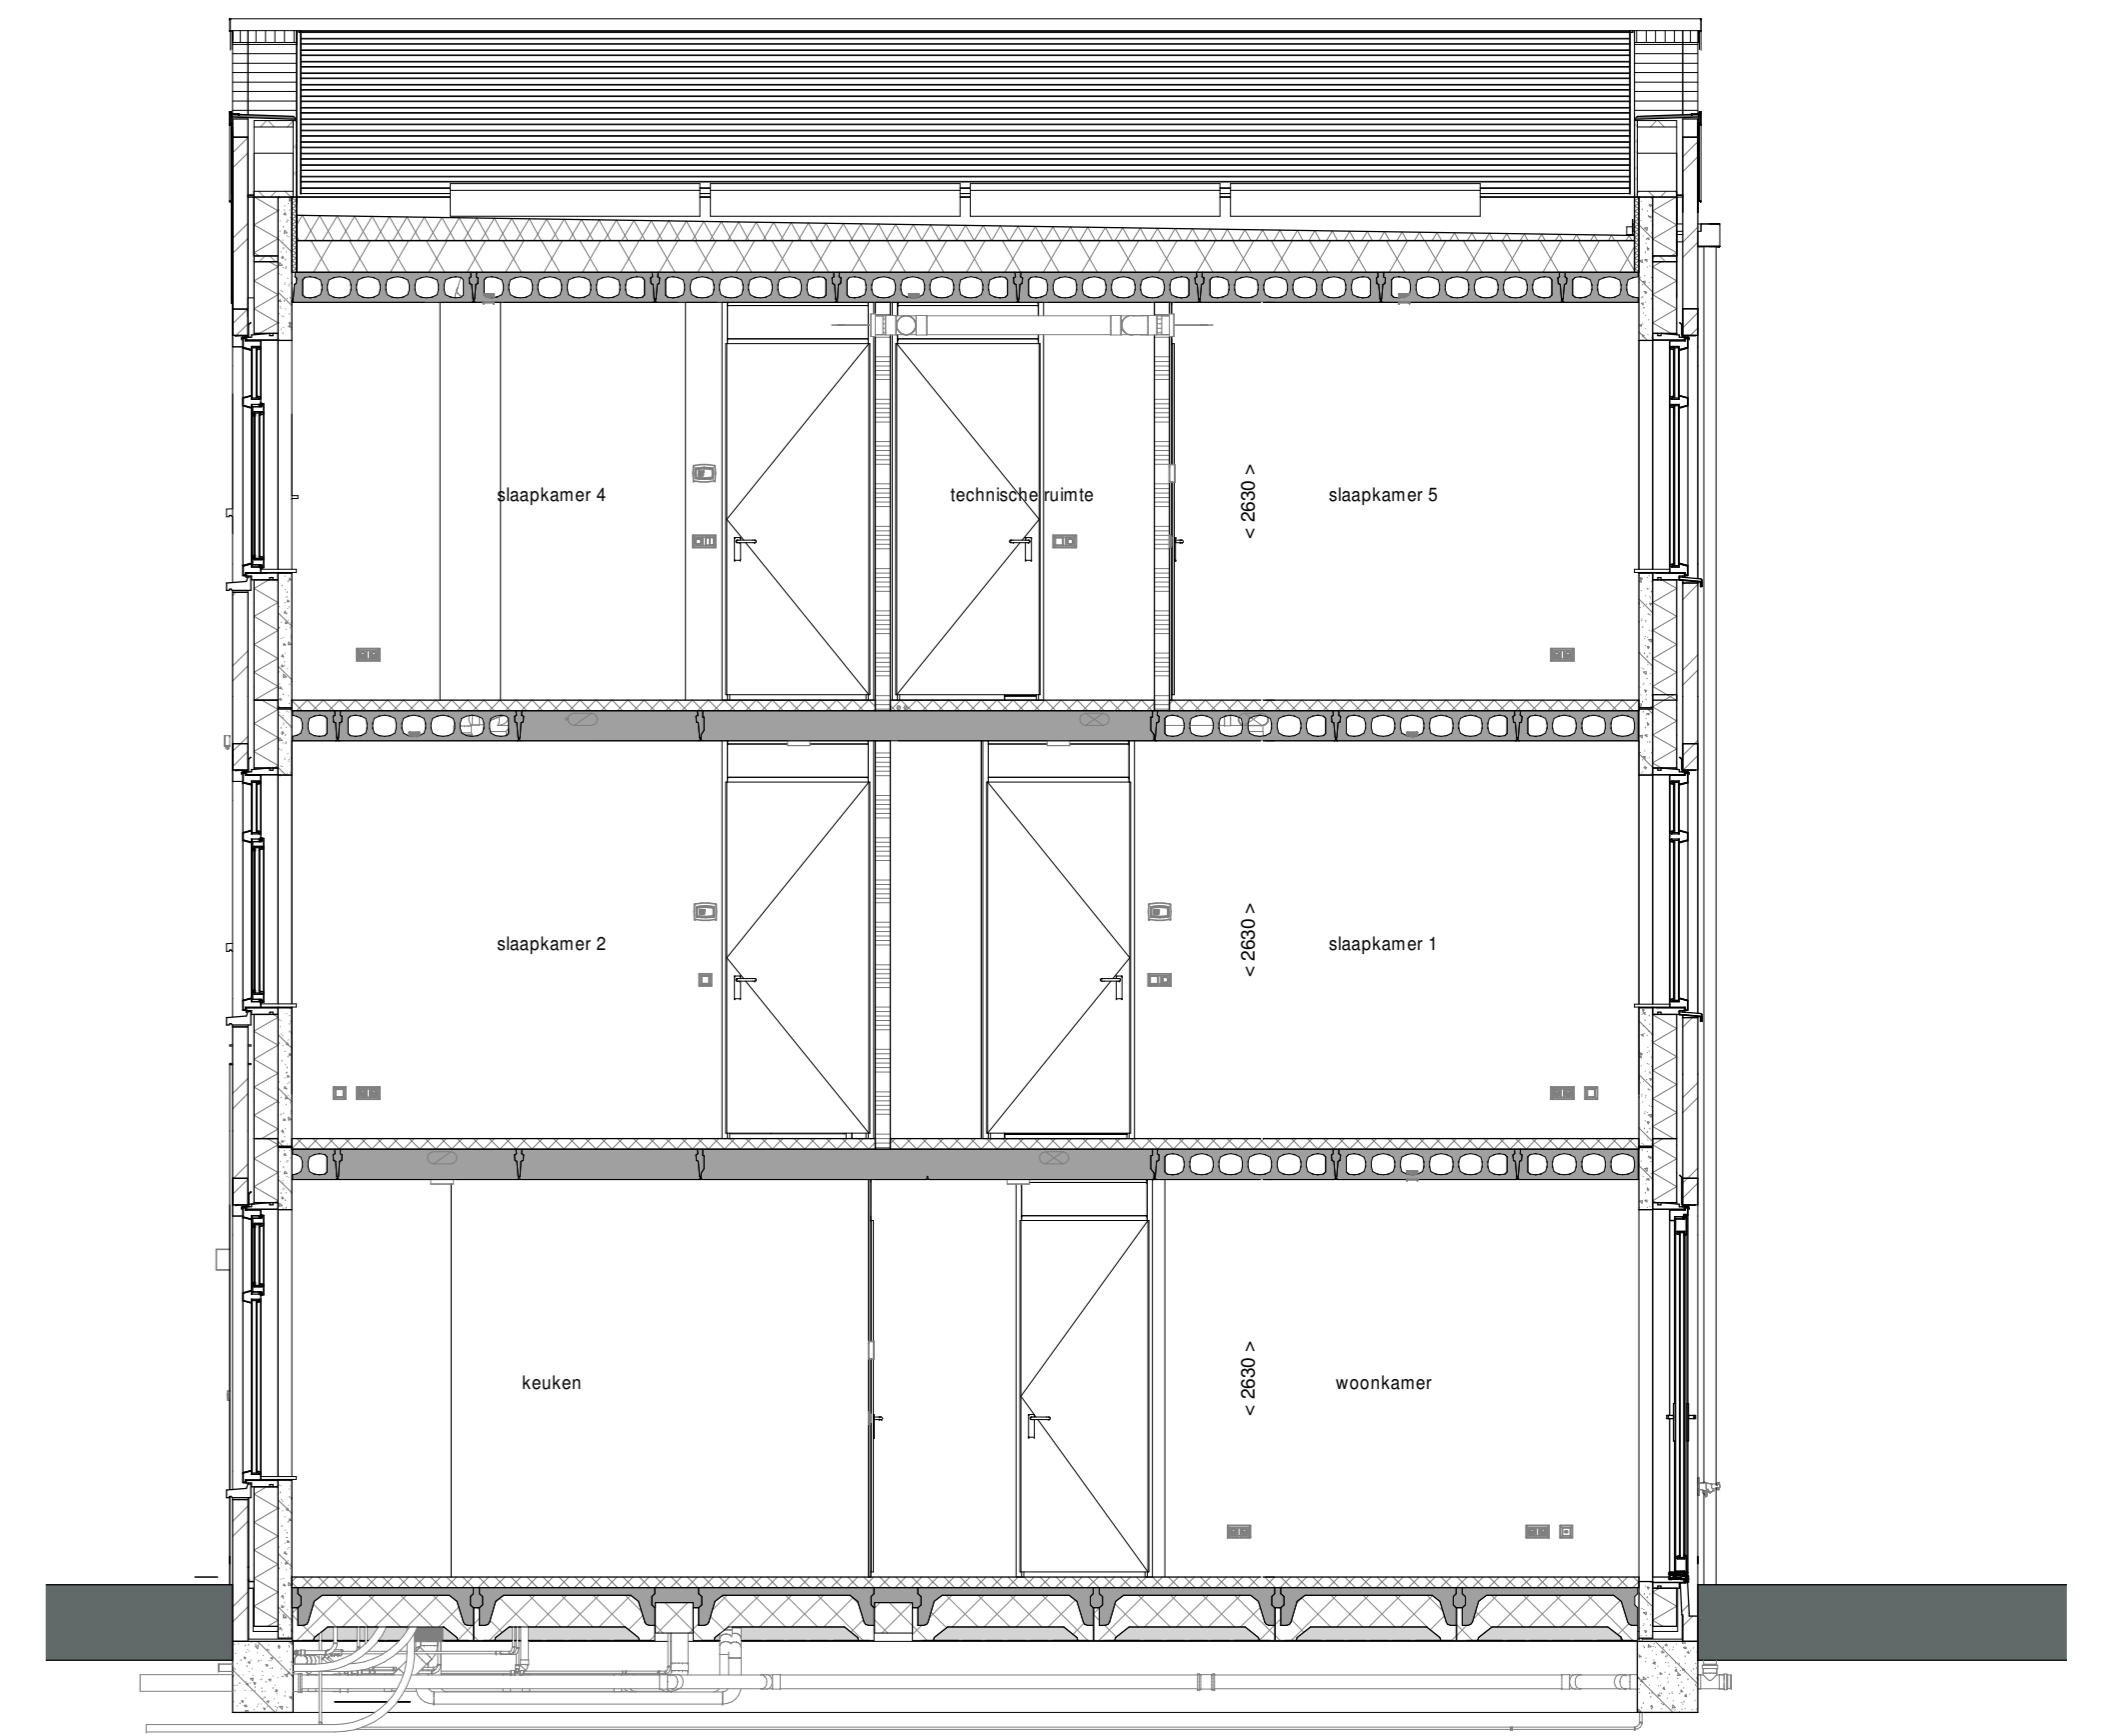 slaapkamer 4
technische ruimte
< 2630 >
slaapkamer 5
slaapkamer 2
< 2630 >
slaapkamer 1
keuken
< 2630 >
woonkamer